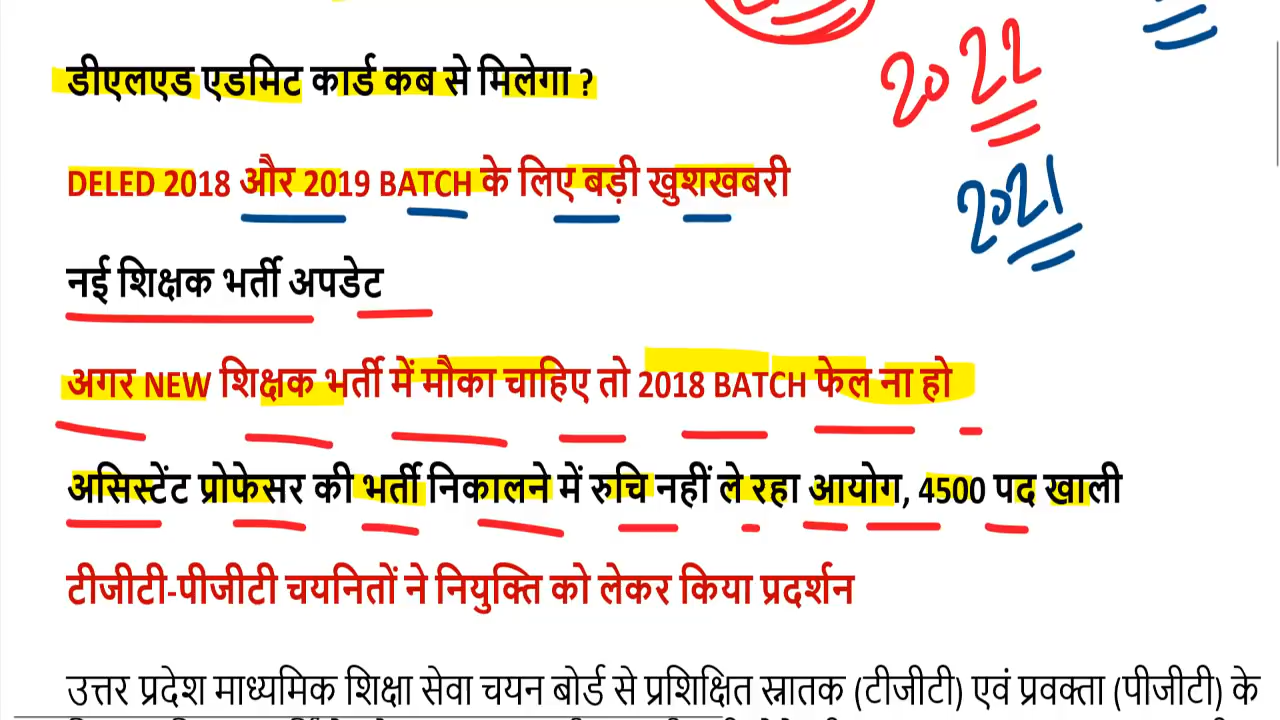 डीएलएड एडमिट कार्ड कब से मिलेगा ?
2022
DELED 2018 और 2019 BATCH के लिए बड़ी खुशखबरी
2021
नई शिक्षक भर्ती अपडेट
अगर NEW शिक्षक भर्ती में मौका चाहिए तो 2018 BATCH फेल ना हो
असिस्टेंट प्रोफेसर की भर्ती निकालने में रुचि नहीं ले रहा आयोग, 4500 पद खाली
टीजीटी-पीजीटी चयनितों ने नियुक्ति को लेकर किया प्रदर्शन
उत्तर प्रदेश माध्यमिक शिक्षा सेवा चयन बोर्ड से प्रशिक्षित स्नातक (टीजीटी) एवं प्रवक्ता (पीजीटी) के